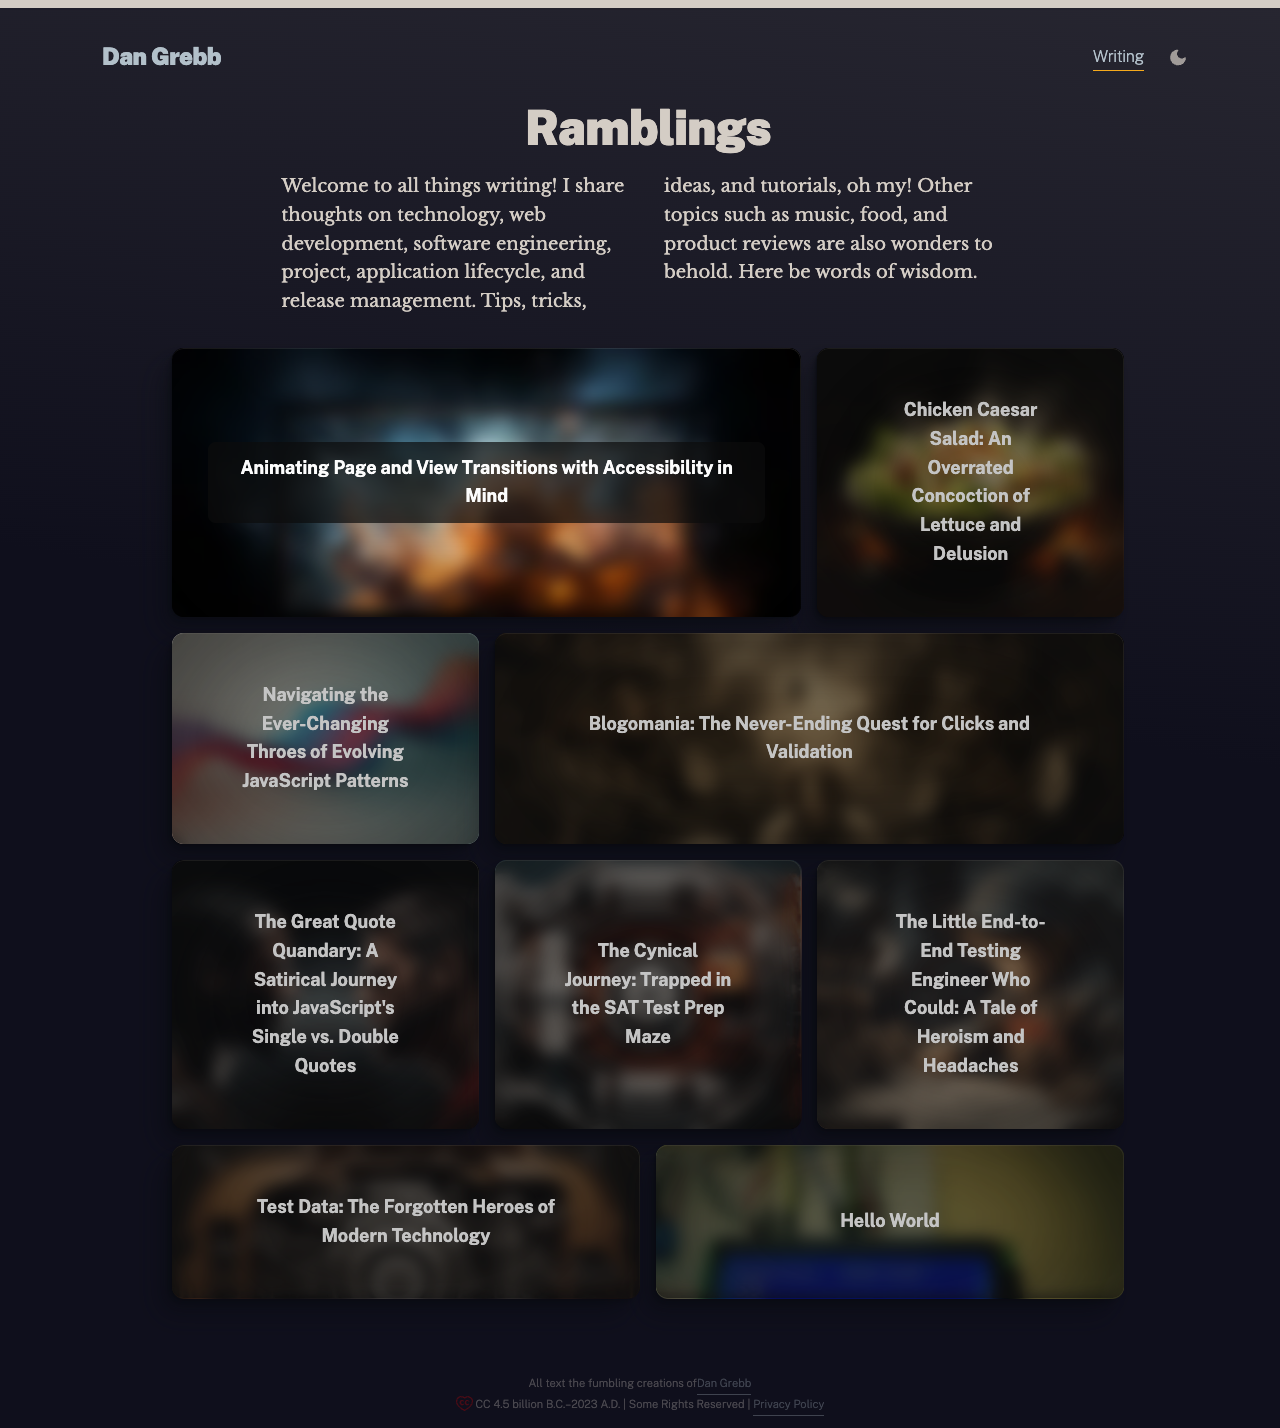 Dan Grebb
Writing
Ramblings
Welcome to all things writing! I share
thoughts on technology, web
development, software engineering,
project, application lifecycle, and
release management. Tips, tricks,
ideas, and tutorials, oh my! Other
topics such as music, food, and
product reviews are also wonders to
behold. Here be words of wisdom.
Animating Page and View Transitions with Accessibility in
Mind
Chicken Caesar
Salad: An
Overrated
Concoction of
Lettuce and
Delusion
Navigating the
Ever-Changing
Throes of Evolving
JavaScript Patterns
Blogomania: The Never-Ending Quest for Clicks and
Validation
The Great Quote
Quandary: A
Satirical Journey
into JavaScript's
Single vs. Double
Quotes
The Cynical
Journey: Trapped in
the SAT Test Prep
Maze
The Little End-to-
End Testing
Engineer Who
Could: A Tale of
Heroism and
Headaches
Test Data: The Forgotten Heroes of
Modern Technology
Hello World
All text the fumbling creations ofDan Grebb
CC 4.5 billion B.C.–2023 A.D. | Some Rights Reserved | Privacy Policy